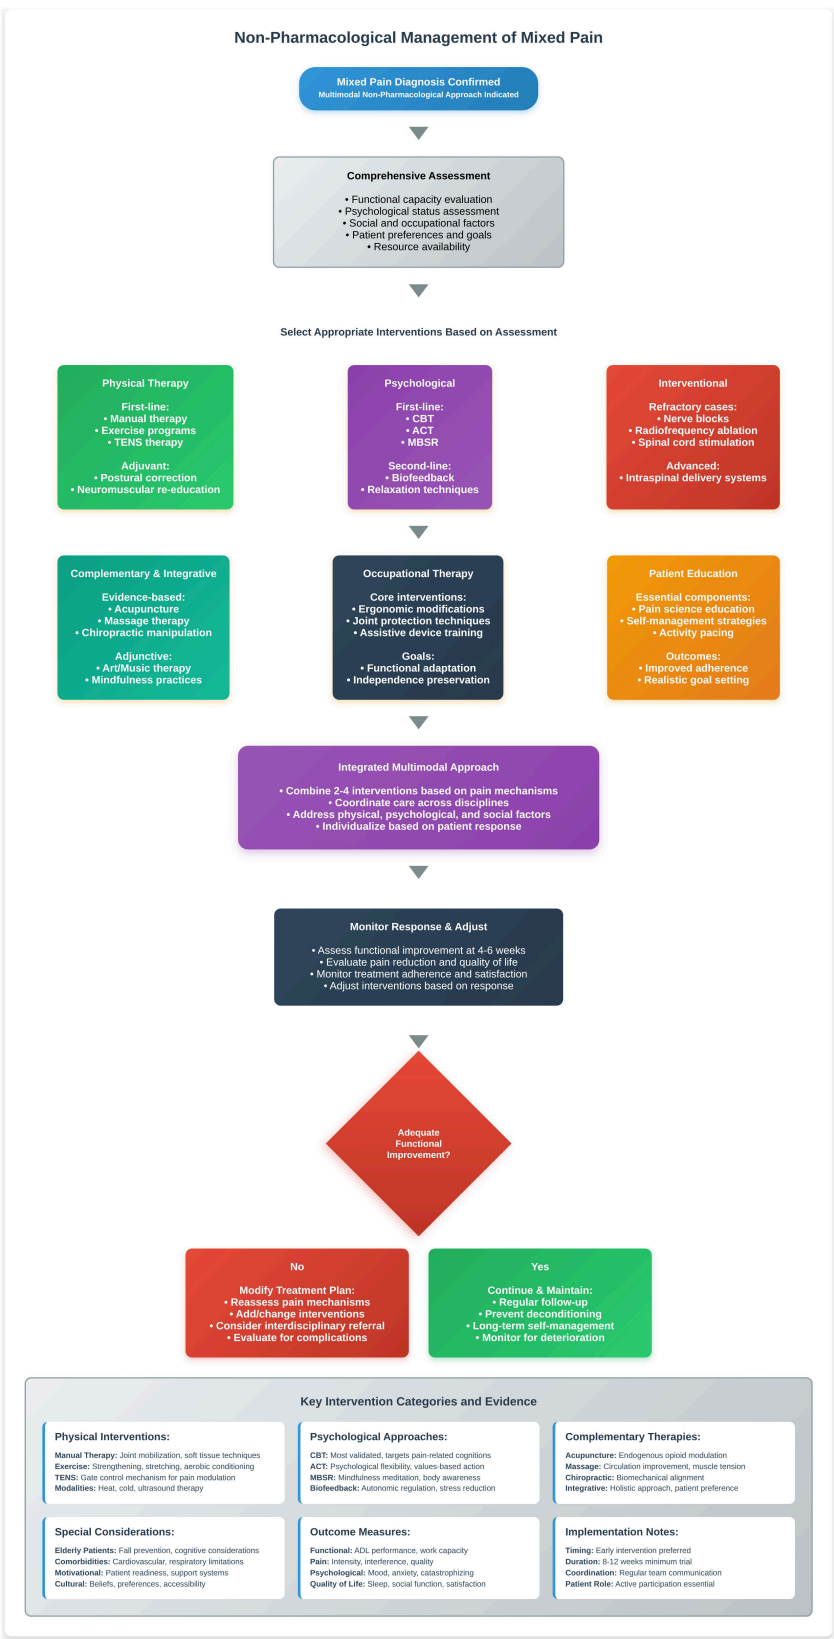 Non-Pharmacological Management of Mixed Pain
Mixed Pain Diagnosis Confirmed
Multimodal Non-Pharmacological Approach Indicated
Comprehensive Assessment
• Functional capacity evaluation
• Psychological status assessment
• Social and occupational factors
• Patient preferences and goals
• Resource availability
Select Appropriate Interventions Based on Assessment
Physical Therapy
First-line:
• Manual therapy
• Exercise programs
• TENS therapy
Adjuvant:
• Postural correction
• Neuromuscular re-education
Psychological
First-line:
• CBT
• ACT
• MBSR
Second-line:
• Biofeedback
• Relaxation techniques
Interventional
Refractory cases:
• Nerve blocks
• Radiofrequency ablation
• Spinal cord stimulation
Advanced:
• Intraspinal delivery systems
Complementary & Integrative
Evidence-based:
• Acupuncture
• Massage therapy
• Chiropractic manipulation
Adjunctive:
• Art/Music therapy
• Mindfulness practices
Occupational Therapy
Core interventions:
• Ergonomic modifications
• Joint protection techniques
• Assistive device training
Goals:
• Functional adaptation
• Independence preservation
Patient Education
Essential components:
• Pain science education
• Self-management strategies
• Activity pacing
Outcomes:
• Improved adherence
• Realistic goal setting
Integrated Multimodal Approach
• Combine 2-4 interventions based on pain mechanisms
• Coordinate care across disciplines
• Address physical, psychological, and social factors
• Individualize based on patient response
Monitor Response & Adjust
• Assess functional improvement at 4-6 weeks
• Evaluate pain reduction and quality of life
• Monitor treatment adherence and satisfaction
• Adjust interventions based on response
Adequate
Functional
Improvement?
No
Modify Treatment Plan:
• Reassess pain mechanisms
• Add/change interventions
• Consider interdisciplinary referral
• Evaluate for complications
Yes
Continue & Maintain:
• Regular follow-up
• Prevent deconditioning
• Long-term self-management
• Monitor for deterioration
Key Intervention Categories and Evidence
Physical Interventions:
Manual Therapy: Joint mobilization, soft tissue techniques
Exercise: Strengthening, stretching, aerobic conditioning
TENS: Gate control mechanism for pain modulation
Modalities: Heat, cold, ultrasound therapy
Psychological Approaches:
CBT: Most validated, targets pain-related cognitions
ACT: Psychological flexibility, values-based action
MBSR: Mindfulness meditation, body awareness
Biofeedback: Autonomic regulation, stress reduction
Complementary Therapies:
Acupuncture: Endogenous opioid modulation
Massage: Circulation improvement, muscle tension
Chiropractic: Biomechanical alignment
Integrative: Holistic approach, patient preference
Special Considerations:
Elderly Patients: Fall prevention, cognitive considerations
Comorbidities: Cardiovascular, respiratory limitations
Motivational: Patient readiness, support systems
Cultural: Beliefs, preferences, accessibility
Outcome Measures:
Functional: ADL performance, work capacity
Pain: Intensity, interference, quality
Psychological: Mood, anxiety, catastrophizing
Quality of Life: Sleep, social function, satisfaction
Implementation Notes:
Timing: Early intervention preferred
Duration: 8-12 weeks minimum trial
Coordination: Regular team communication
Patient Role: Active participation essential